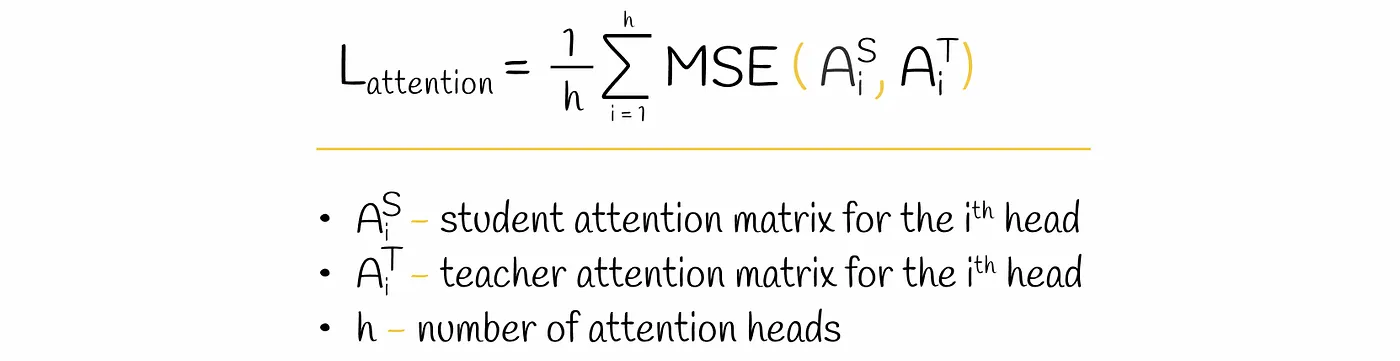 L_attention = 1/h Σ_{i = 1}^{h} MSE ( A_i^S , A_i^T )
• A_i^S – student attention matrix for the i^th head
• A_i^T – teacher attention matrix for the i^th head
• h – number of attention heads